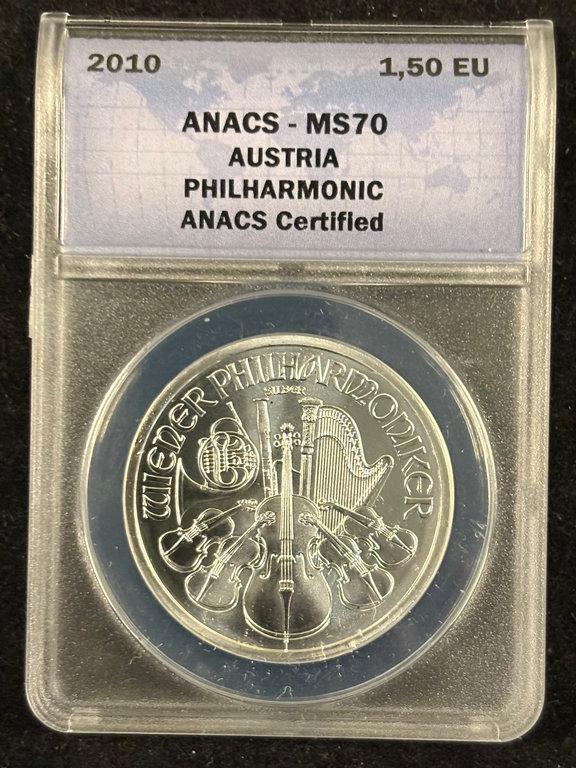 2010 1,50 EU
ANACS - MS70
AUSTRIA
PHILHARMONIC
ANACS Certified
WIENER PHILHARMONIKER
SILBER